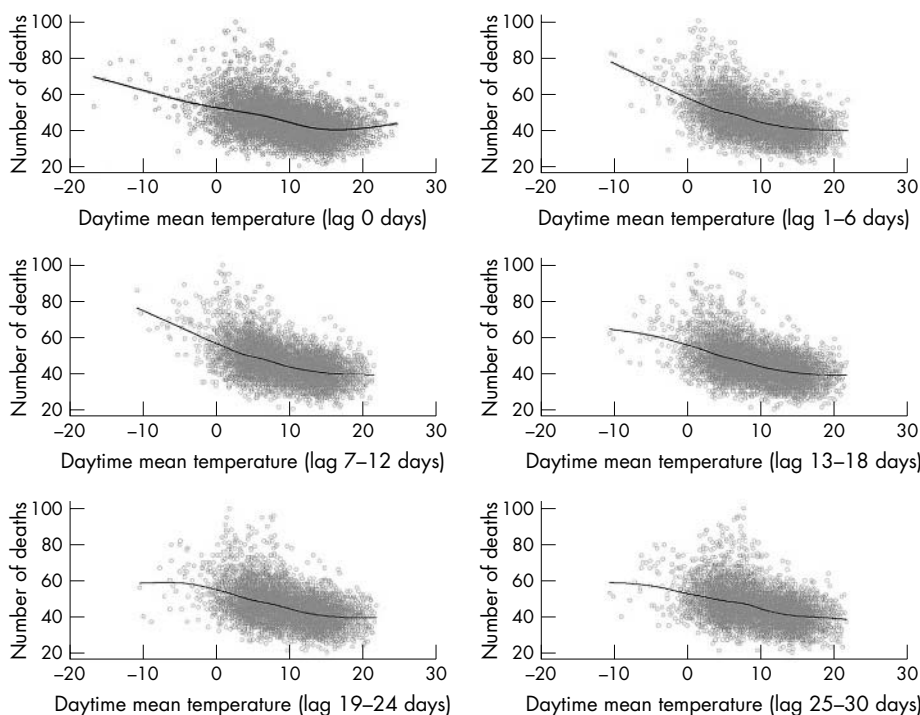 Number of deaths
100
80
60
40
20
–20 –10 0 10 20 30
Daytime mean temperature (lag 0 days)
Number of deaths
100
80
60
40
20
–20 –10 0 10 20 30
Daytime mean temperature (lag 1–6 days)
Number of deaths
100
80
60
40
20
–20 –10 0 10 20 30
Daytime mean temperature (lag 7–12 days)
Number of deaths
100
80
60
40
20
–20 –10 0 10 20 30
Daytime mean temperature (lag 13–18 days)
Number of deaths
100
80
60
40
20
–20 –10 0 10 20 30
Daytime mean temperature (lag 19–24 days)
Number of deaths
100
80
60
40
20
–20 –10 0 10 20 30
Daytime mean temperature (lag 25–30 days)